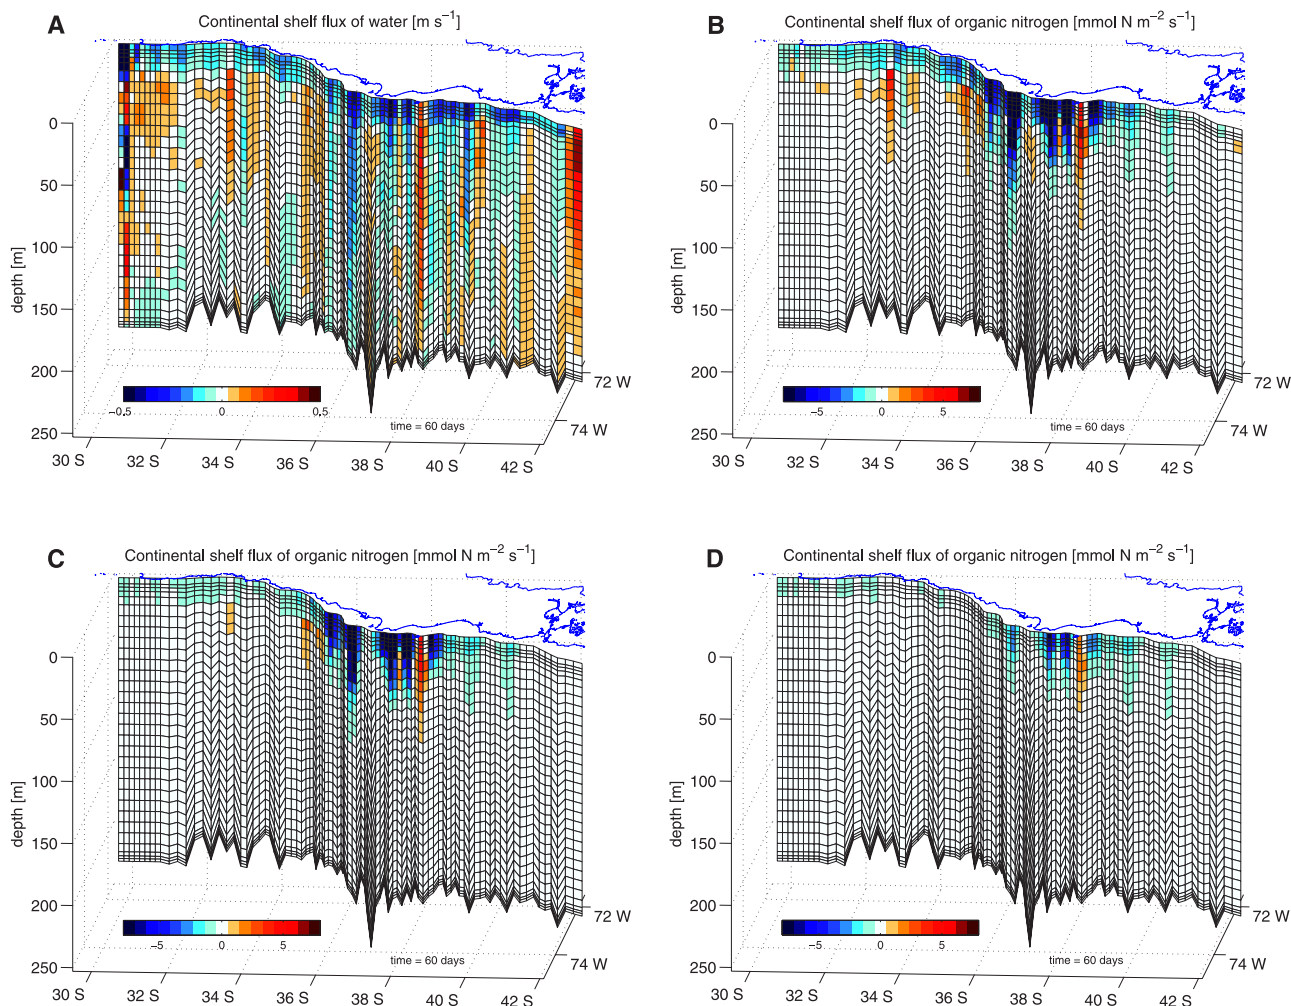 A
Continental shelf flux of water [m s⁻¹]
0
50
100
150
200
250
depth [m]
−0.5
0
0.5
time = 60 days
72 W
74 W
30 S
32 S
34 S
36 S
38 S
40 S
42 S
B
Continental shelf flux of organic nitrogen [mmol N m⁻² s⁻¹]
0
50
100
150
200
250
depth [m]
−5
0
5
time = 60 days
72 W
74 W
30 S
32 S
34 S
36 S
38 S
40 S
42 S
C
Continental shelf flux of organic nitrogen [mmol N m⁻² s⁻¹]
0
50
100
150
200
250
depth [m]
−5
0
5
time = 60 days
72 W
74 W
30 S
32 S
34 S
36 S
38 S
40 S
42 S
D
Continental shelf flux of organic nitrogen [mmol N m⁻² s⁻¹]
0
50
100
150
200
250
depth [m]
−5
0
5
time = 60 days
72 W
74 W
30 S
32 S
34 S
36 S
38 S
40 S
42 S